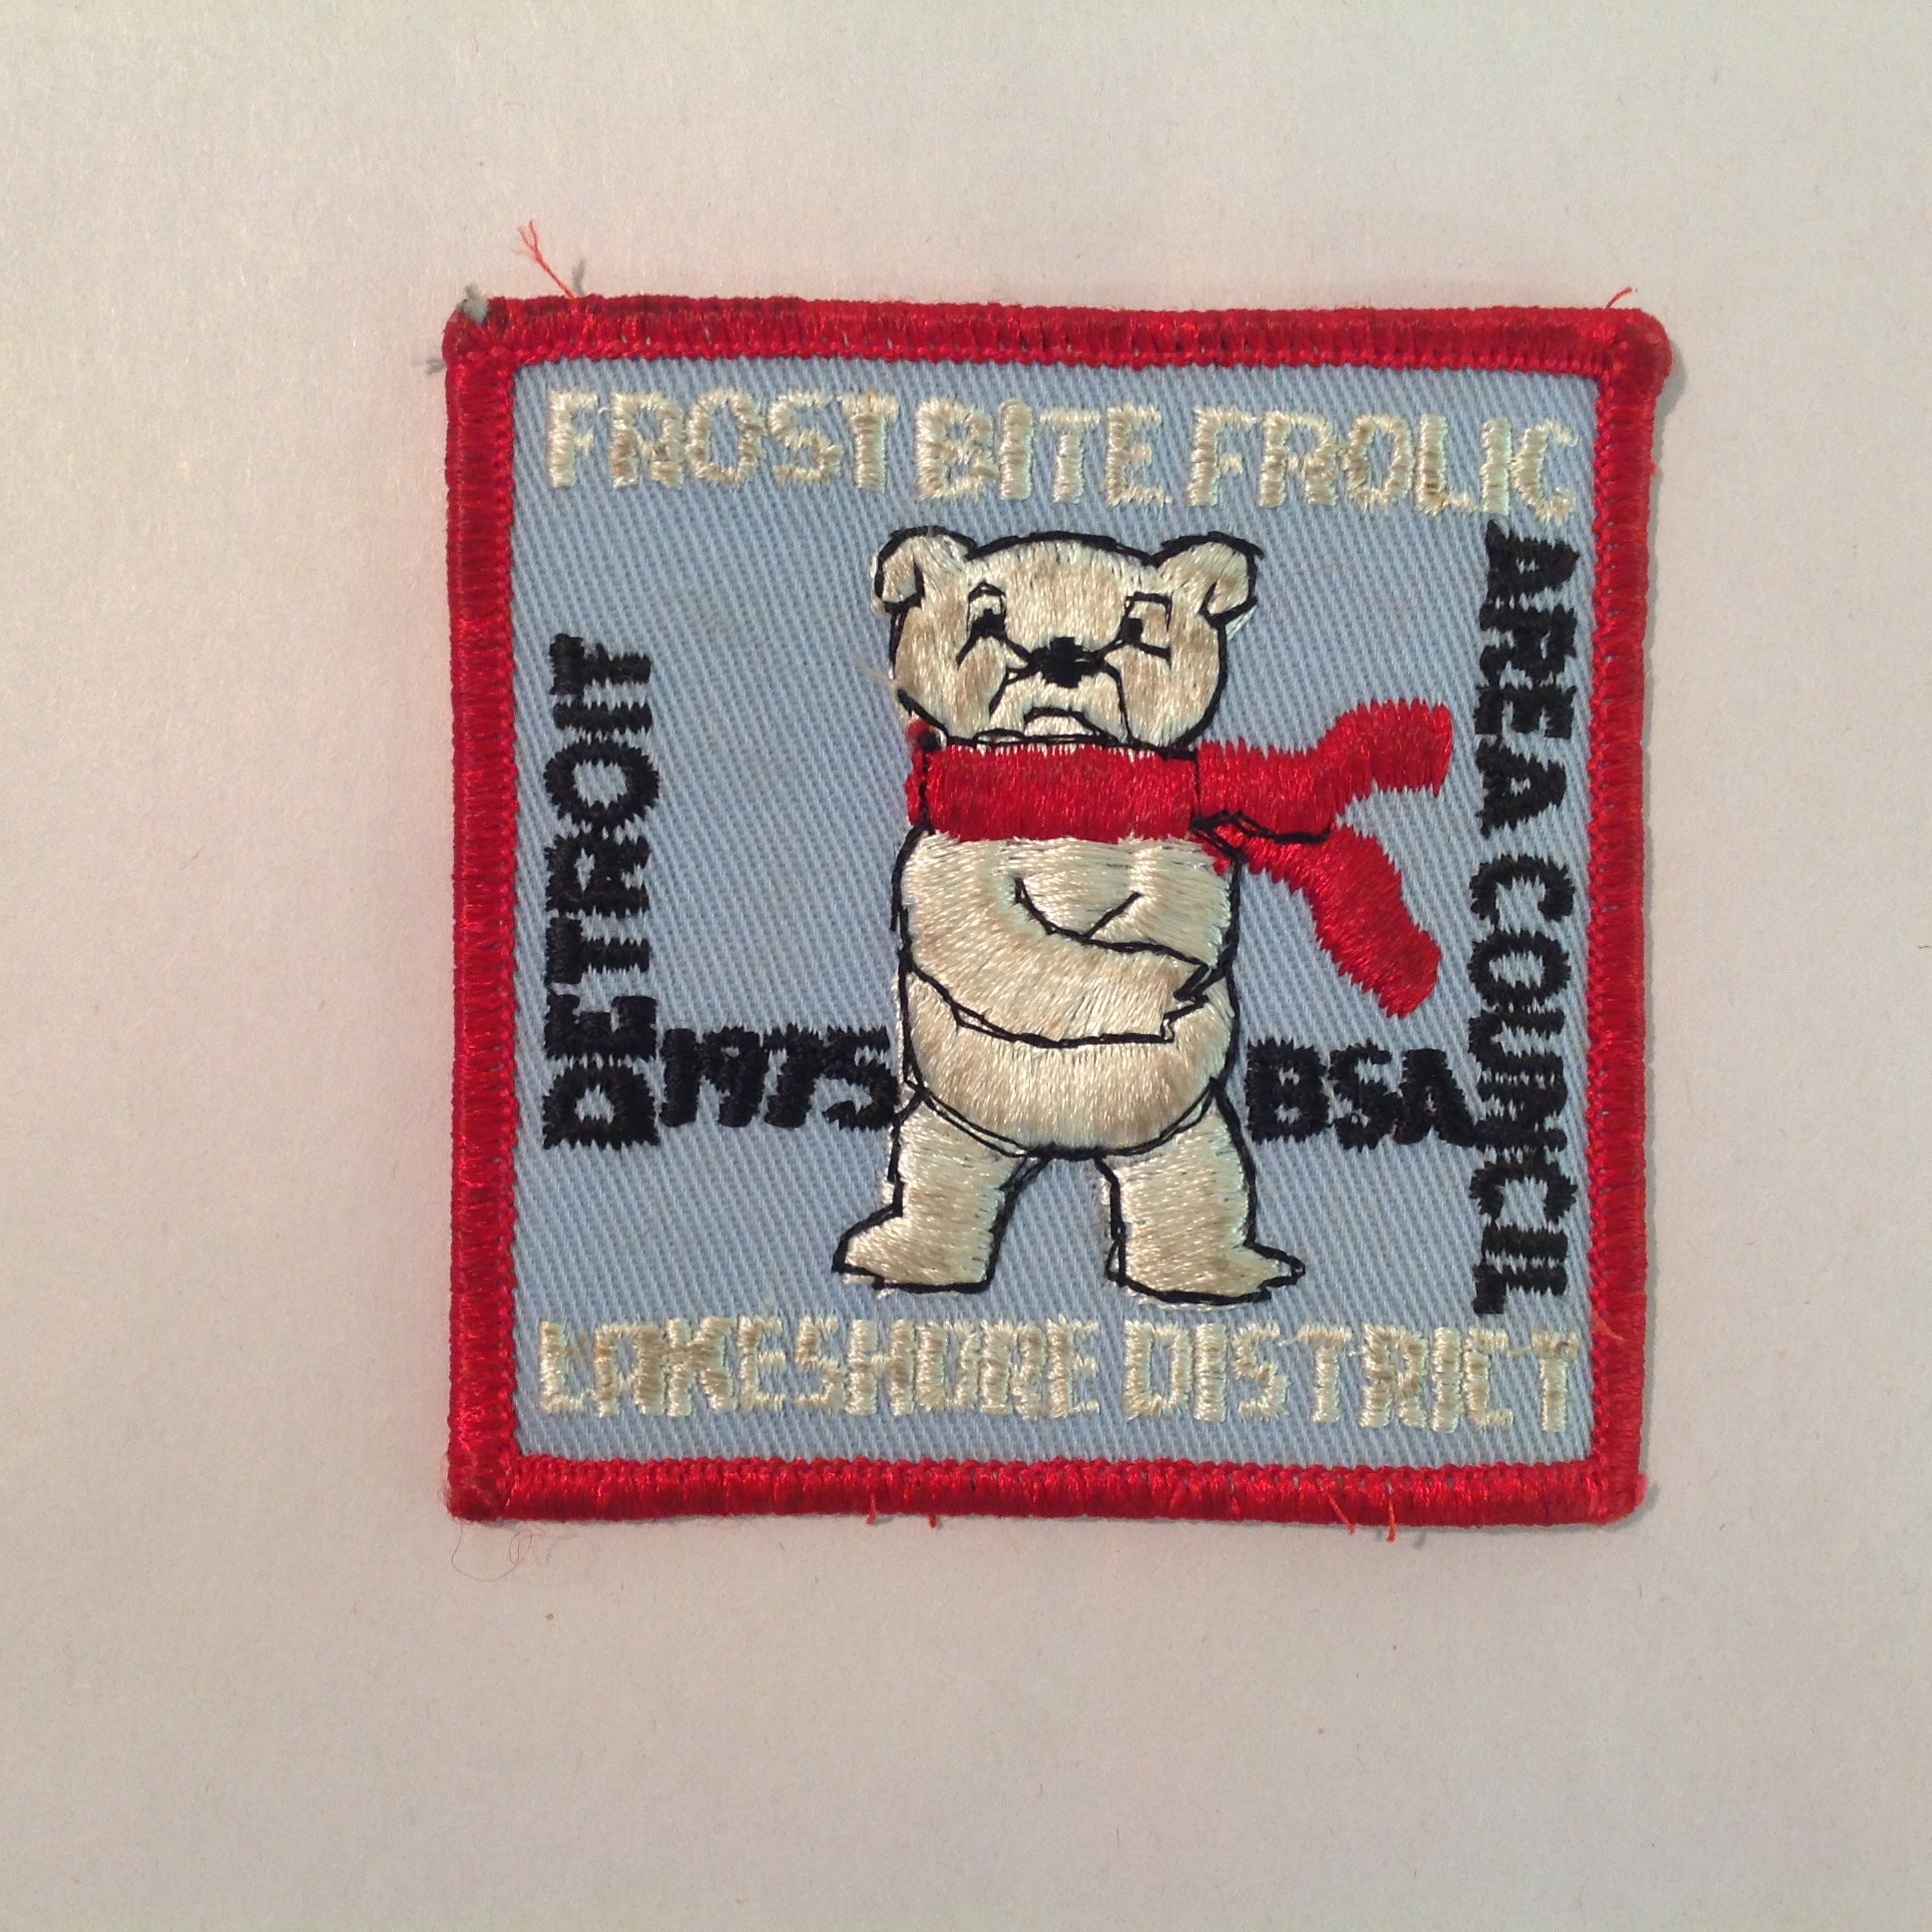 FROST BITE FROLIC
DETROIT
AREA COUNCIL
1975
BSA
LAKESHORE DISTRICT